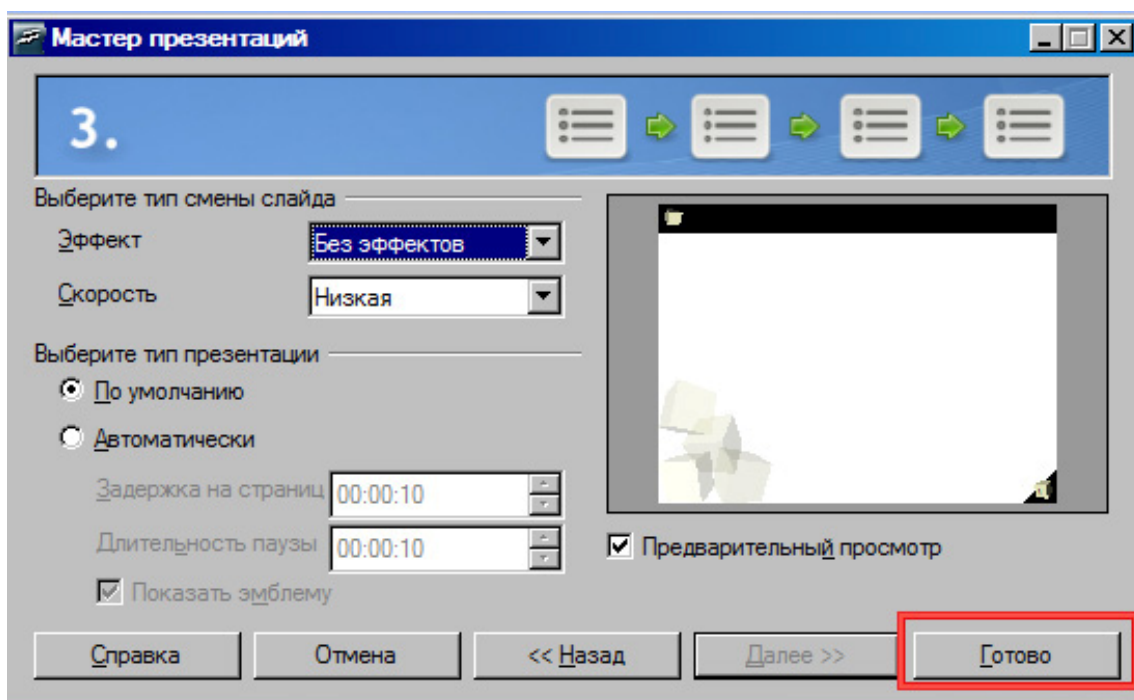 Мастер презентаций
3.
Выберите тип смены слайда
Эффект
Без эффектов
Скорость
Низкая
Выберите тип презентации
По умолчанию
Автоматически
Задержка на страниц
00:00:10
Длительность паузы
00:00:10
Показать эмблему
Предварительный просмотр
Справка
Отмена
<< Назад
Далее >>
Готово